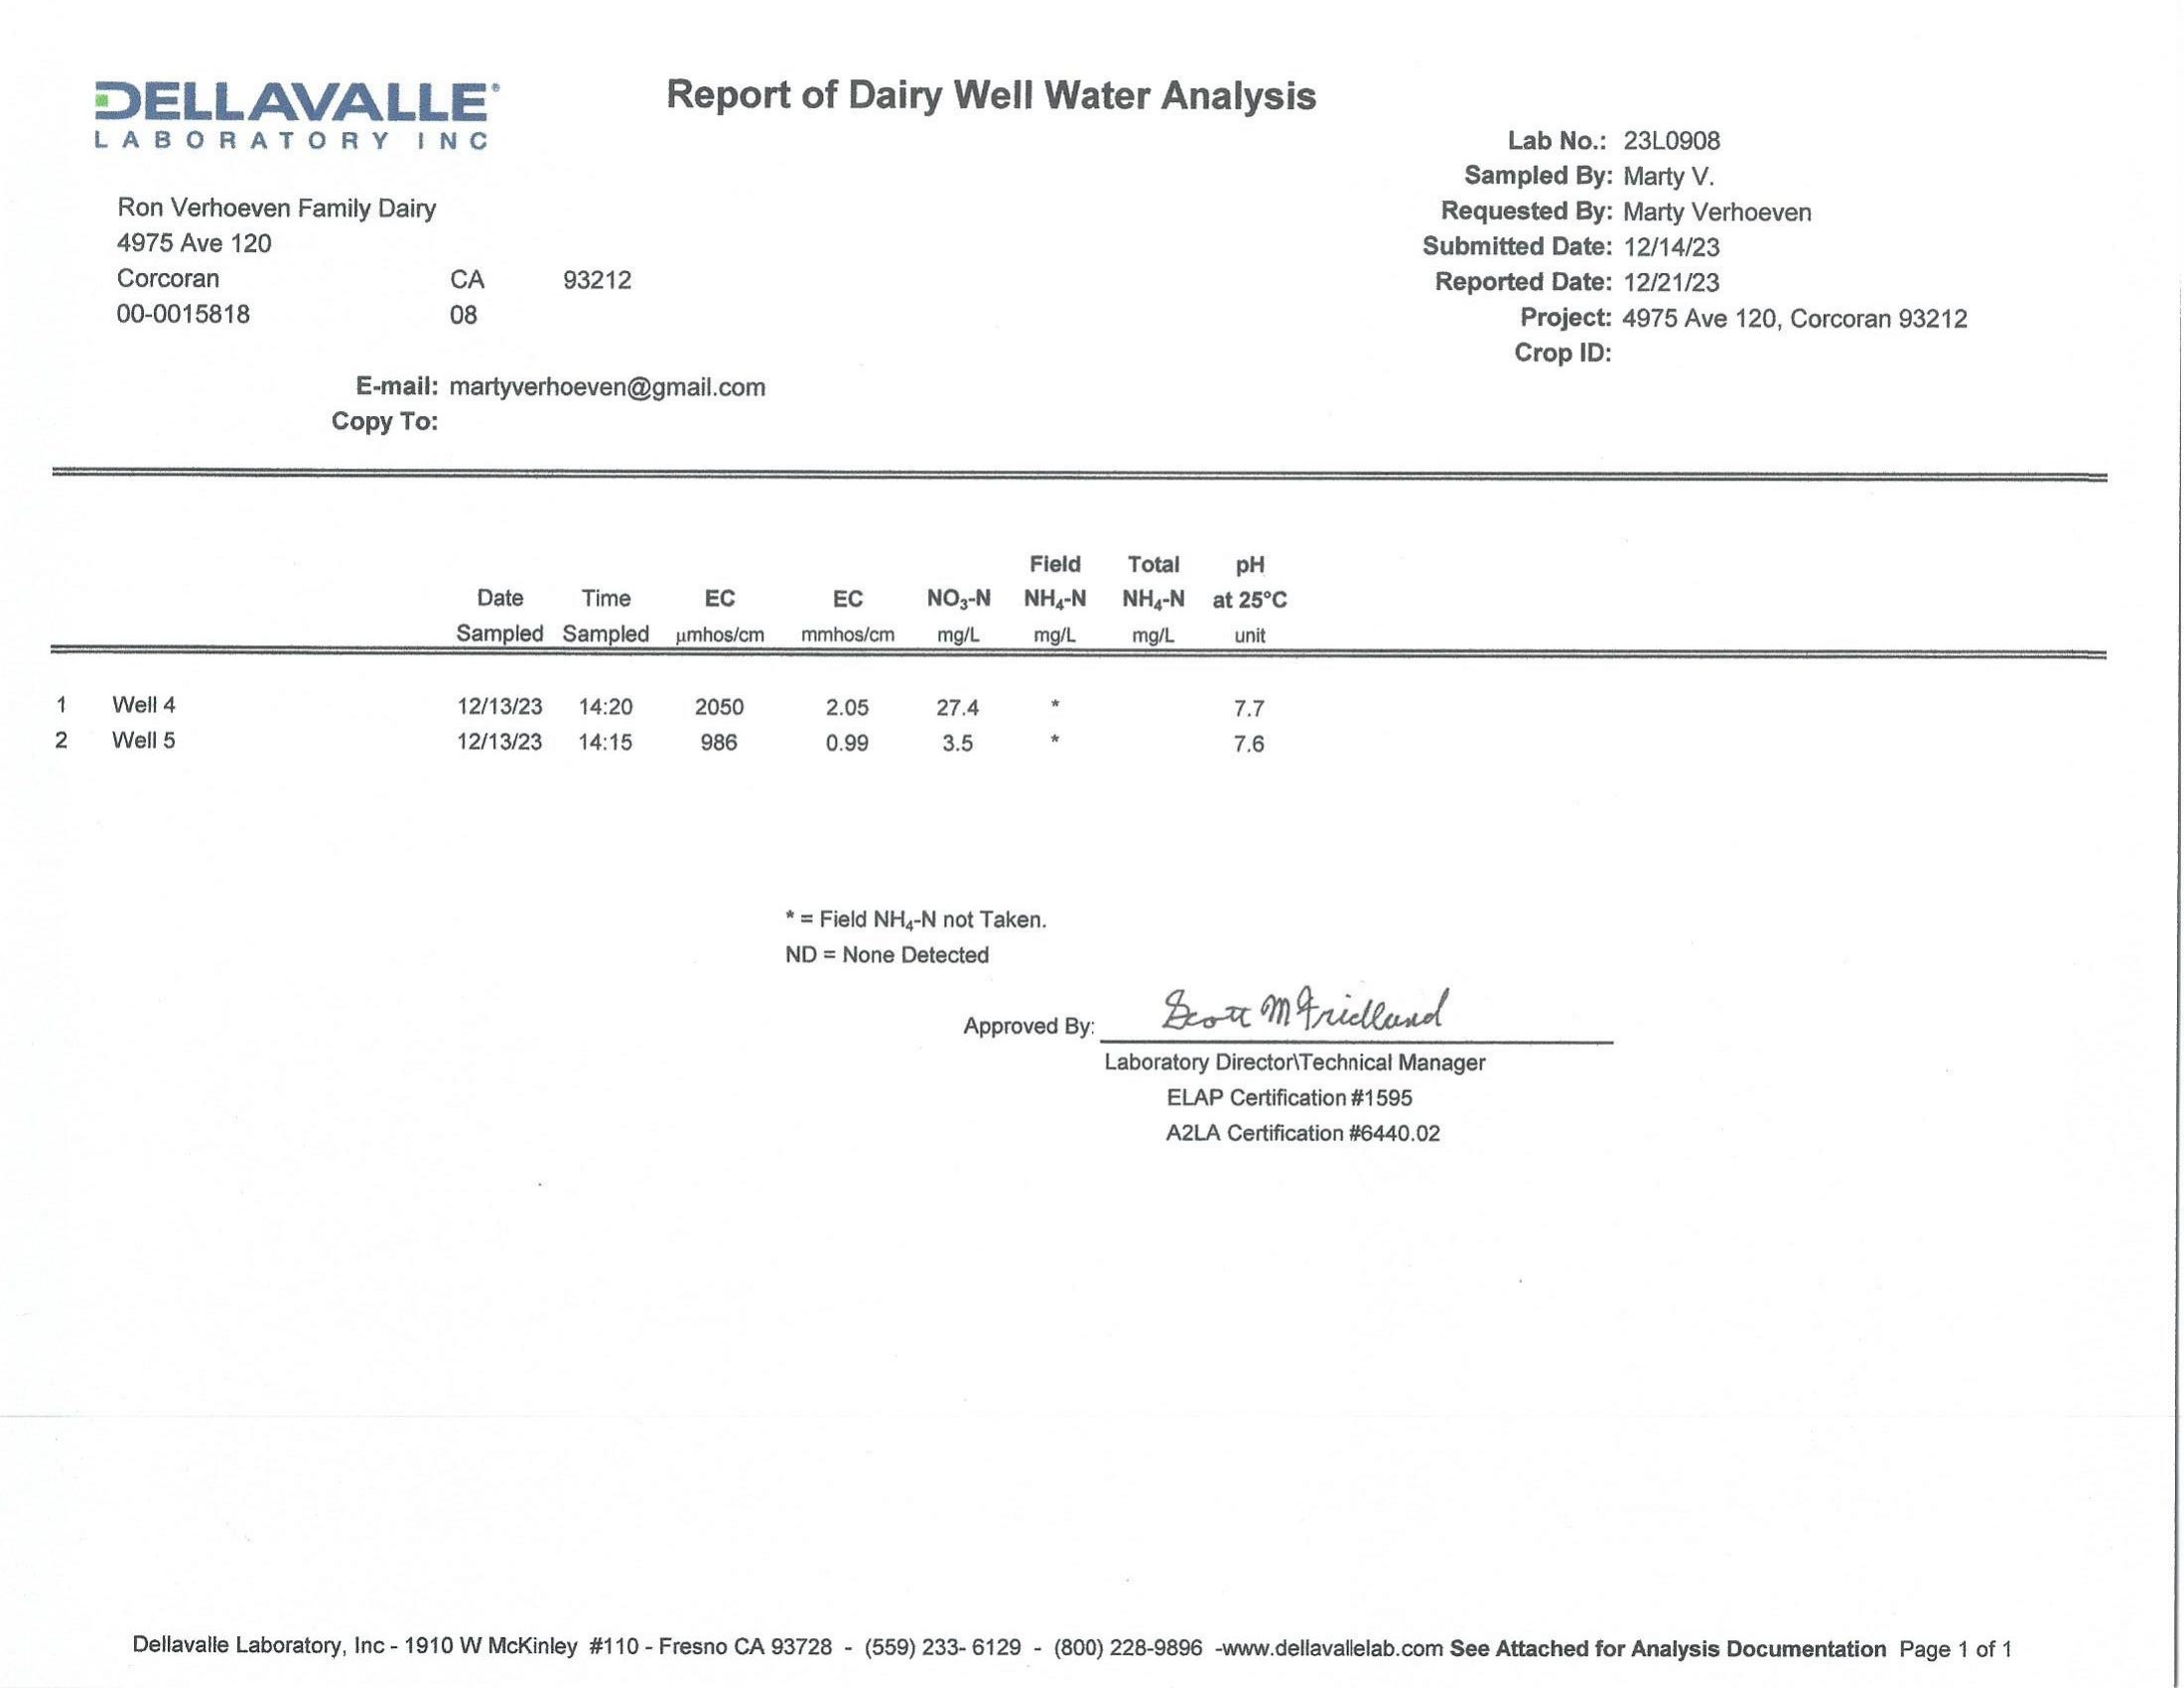 DELLAVALLE
LABORATORY INC
Report of Dairy Well Water Analysis
Lab No.: 23L0908
Sampled By: Marty V.
Requested By: Marty Verhoeven
Submitted Date: 12/14/23
Reported Date: 12/21/23
Project: 4975 Ave 120, Corcoran 93212
Crop ID:
Ron Verhoeven Family Dairy
4975 Ave 120
Corcoran CA 93212
00-0015818 08
E-mail: martyverhoeven@gmail.com
Copy To:
Field Total pH
Date Time EC EC NO₃-N NH₄-N NH₄-N at 25°C
Sampled Sampled µmhos/cm mmhos/cm mg/L mg/L mg/L unit
1 Well 4 12/13/23 14:20 2050 2.05 27.4 * 7.7
2 Well 5 12/13/23 14:15 986 0.99 3.5 * 7.6
* = Field NH₄-N not Taken.
ND = None Detected
Approved By: Scott M Fridlund
Laboratory Director\Technical Manager
ELAP Certification #1595
A2LA Certification #6440.02
Dellavalle Laboratory, Inc - 1910 W McKinley #110 - Fresno CA 93728 - (559) 233- 6129 - (800) 228-9896 -www.dellavallelab.com See Attached for Analysis Documentation Page 1 of 1